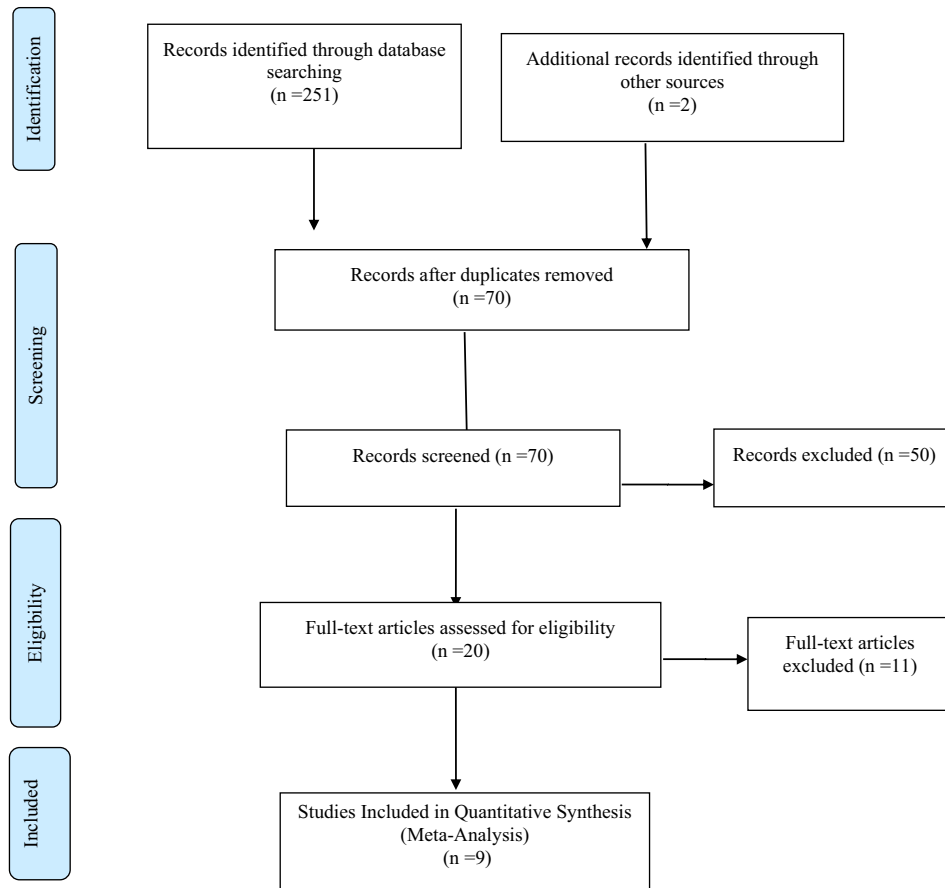 Identification
Records identified through database
searching
(n =251)
Additional records identified through
other sources
(n =2)
Screening
Records after duplicates removed
(n =70)
Records screened (n =70)
Records excluded (n =50)
Eligibility
Full-text articles assessed for eligibility
(n =20)
Full-text articles
excluded (n =11)
Included
Studies Included in Quantitative Synthesis
(Meta-Analysis)
(n =9)